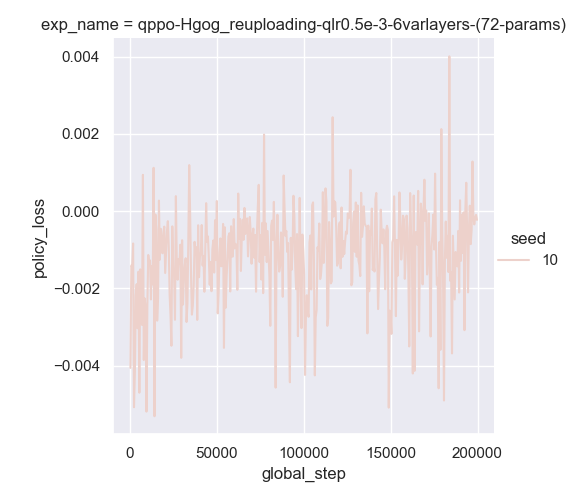 exp_name = qppo-Hgog_reuploading-qlr0.5e-3-6varlayers-(72-params)
0.004
0.002
0.000
−0.002
−0.004
policy_loss
0
50000
100000
150000
200000
global_step
seed
10